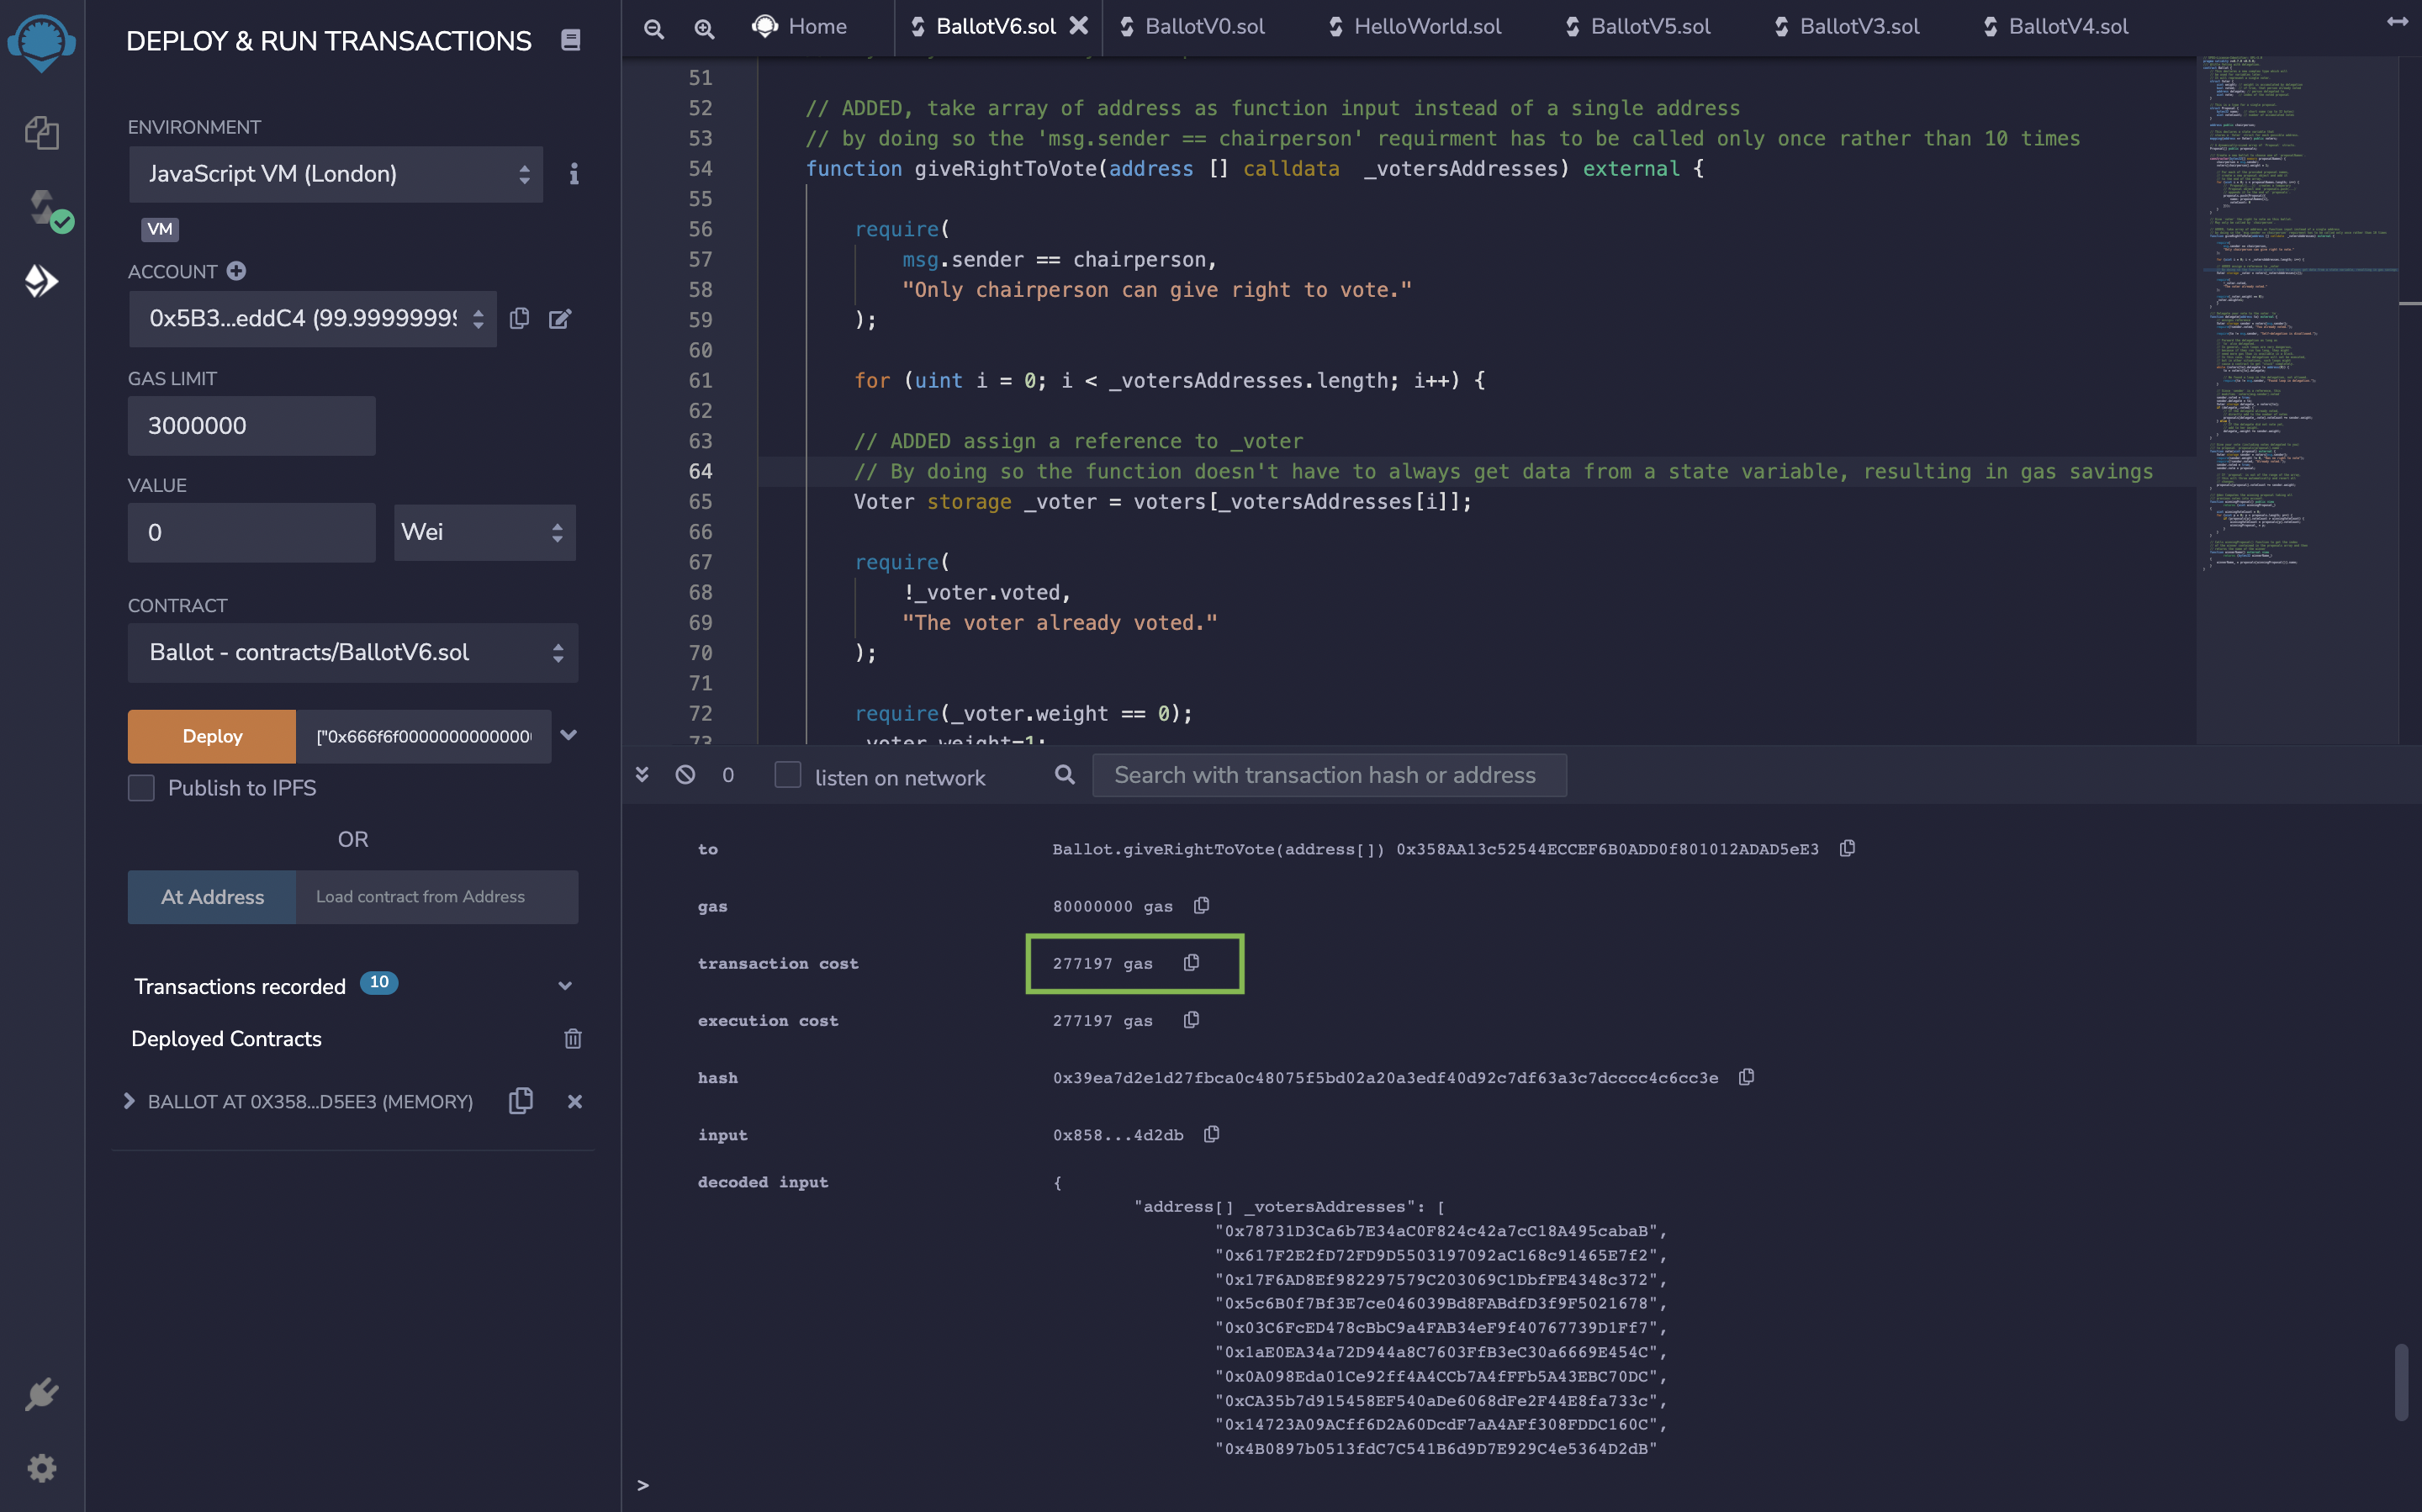 DEPLOY & RUN TRANSACTIONS
ENVIRONMENT
JavaScript VM (London)
VM
ACCOUNT
0x5B3...eddC4 (99.9999999
GAS LIMIT
3000000
VALUE
0
Wei
CONTRACT
Ballot - contracts/BallotV6.sol
Deploy
["0x666f6f0000000000000
Publish to IPFS
OR
At Address
Load contract from Address
Transactions recorded 10
Deployed Contracts
BALLOT AT 0X358...D5EE3 (MEMORY)
Home
BallotV6.sol
BallotV0.sol
HelloWorld.sol
BallotV5.sol
BallotV3.sol
BallotV4.sol
51
52 // ADDED, take array of address as function input instead of a single address
53 // by doing so the 'msg.sender == chairperson' requirment has to be called only once rather than 10 times
54 function giveRightToVote(address [] calldata  _votersAddresses) external {
55
56 require(
57 msg.sender == chairperson,
58 "Only chairperson can give right to vote."
59 );
60
61 for (uint i = 0; i < _votersAddresses.length; i++) {
62
63 // ADDED assign a reference to _voter
64 // By doing so the function doesn't have to always get data from a state variable, resulting in gas savings
65 Voter storage _voter = voters[_votersAddresses[i]];
66
67 require(
68 !_voter.voted,
69 "The voter already voted."
70 );
71
72 require(_voter.weight == 0);
73 _voter.weight=1;
0
listen on network
Search with transaction hash or address
to Ballot.giveRightToVote(address[]) 0x358AA13c52544ECCEF6B0ADD0f801012ADAD5eE3
gas 80000000 gas
transaction cost 277197 gas
execution cost 277197 gas
hash 0x39ea7d2e1d27fbca0c48075f5bd02a20a3edf40d92c7df63a3c7dcccc4c6cc3e
input 0x858...4d2db
decoded input {
"address[] _votersAddresses": [
"0x78731D3Ca6b7E34aC0F824c42a7cC18A495cabaB",
"0x617F2E2fD72FD9D5503197092aC168c91465E7f2",
"0x17F6AD8Ef982297579C203069C1DbfFE4348c372",
"0x5c6B0f7Bf3E7ce046039Bd8FABdfD3f9F5021678",
"0x03C6FcED478cBbC9a4FAB34eF9f40767739D1Ff7",
"0x1aE0EA34a72D944a8C7603FfB3eC30a6669E454C",
"0x0A098Eda01Ce92ff4A4CCb7A4fFFb5A43EBC70DC",
"0xCA35b7d915458EF540aDe6068dFe2F44E8fa733c",
"0x14723A09ACff6D2A60DcdF7aA4AFf308FDDC160C",
"0x4B0897b0513fdC7C541B6d9D7E929C4e5364D2dB"
>